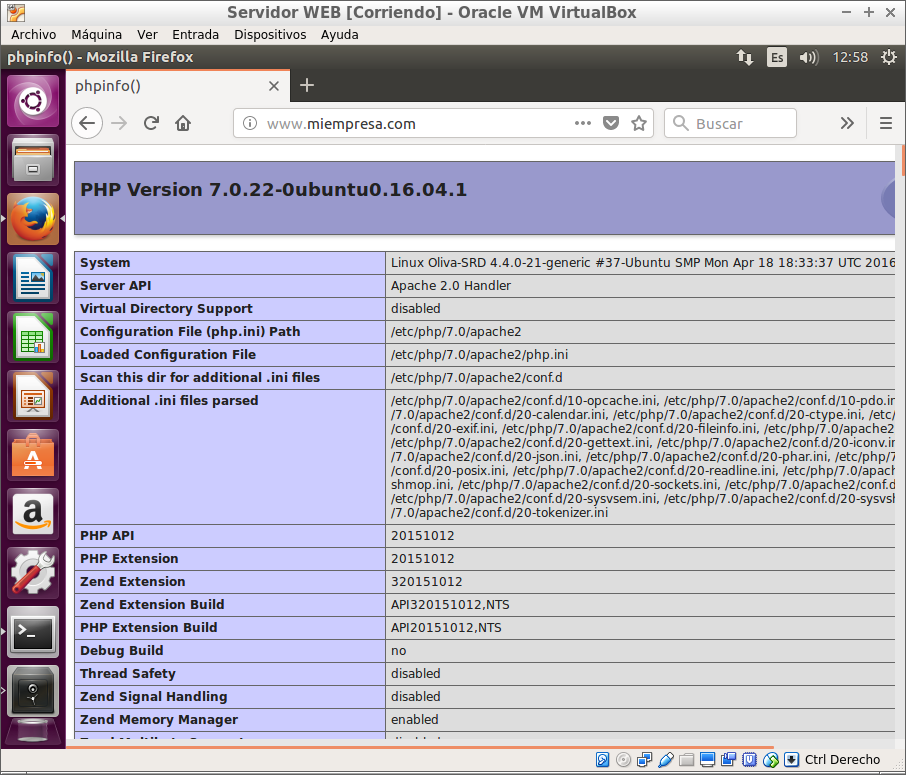 Servidor WEB [Corriendo] - Oracle VM VirtualBox
Archivo Máquina Ver Entrada Dispositivos Ayuda
phpinfo() - Mozilla Firefox Es 12:58
phpinfo()
www.miempresa.com Buscar
PHP Version 7.0.22-0ubuntu0.16.04.1
System Linux Oliva-SRD 4.4.0-21-generic #37-Ubuntu SMP Mon Apr 18 18:33:37 UTC 2016
Server API Apache 2.0 Handler
Virtual Directory Support disabled
Configuration File (php.ini) Path /etc/php/7.0/apache2
Loaded Configuration File /etc/php/7.0/apache2/php.ini
Scan this dir for additional .ini files /etc/php/7.0/apache2/conf.d
Additional .ini files parsed /etc/php/7.0/apache2/conf.d/10-opcache.ini, /etc/php/7.0/apache2/conf.d/10-pdo.in
/7.0/apache2/conf.d/20-calendar.ini, /etc/php/7.0/apache2/conf.d/20-ctype.ini, /etc/
/conf.d/20-exif.ini, /etc/php/7.0/apache2/conf.d/20-fileinfo.ini, /etc/php/7.0/apache2
/etc/php/7.0/apache2/conf.d/20-gettext.ini, /etc/php/7.0/apache2/conf.d/20-iconv.in
/7.0/apache2/conf.d/20-json.ini, /etc/php/7.0/apache2/conf.d/20-phar.ini, /etc/php/7
/conf.d/20-posix.ini, /etc/php/7.0/apache2/conf.d/20-readline.ini, /etc/php/7.0/apach
shmop.ini, /etc/php/7.0/apache2/conf.d/20-sockets.ini, /etc/php/7.0/apache2/conf.d
/etc/php/7.0/apache2/conf.d/20-sysvsem.ini, /etc/php/7.0/apache2/conf.d/20-sysvsh
/7.0/apache2/conf.d/20-tokenizer.ini
PHP API 20151012
PHP Extension 20151012
Zend Extension 320151012
Zend Extension Build API320151012,NTS
PHP Extension Build API20151012,NTS
Debug Build no
Thread Safety disabled
Zend Signal Handling disabled
Zend Memory Manager enabled
Ctrl Derecho